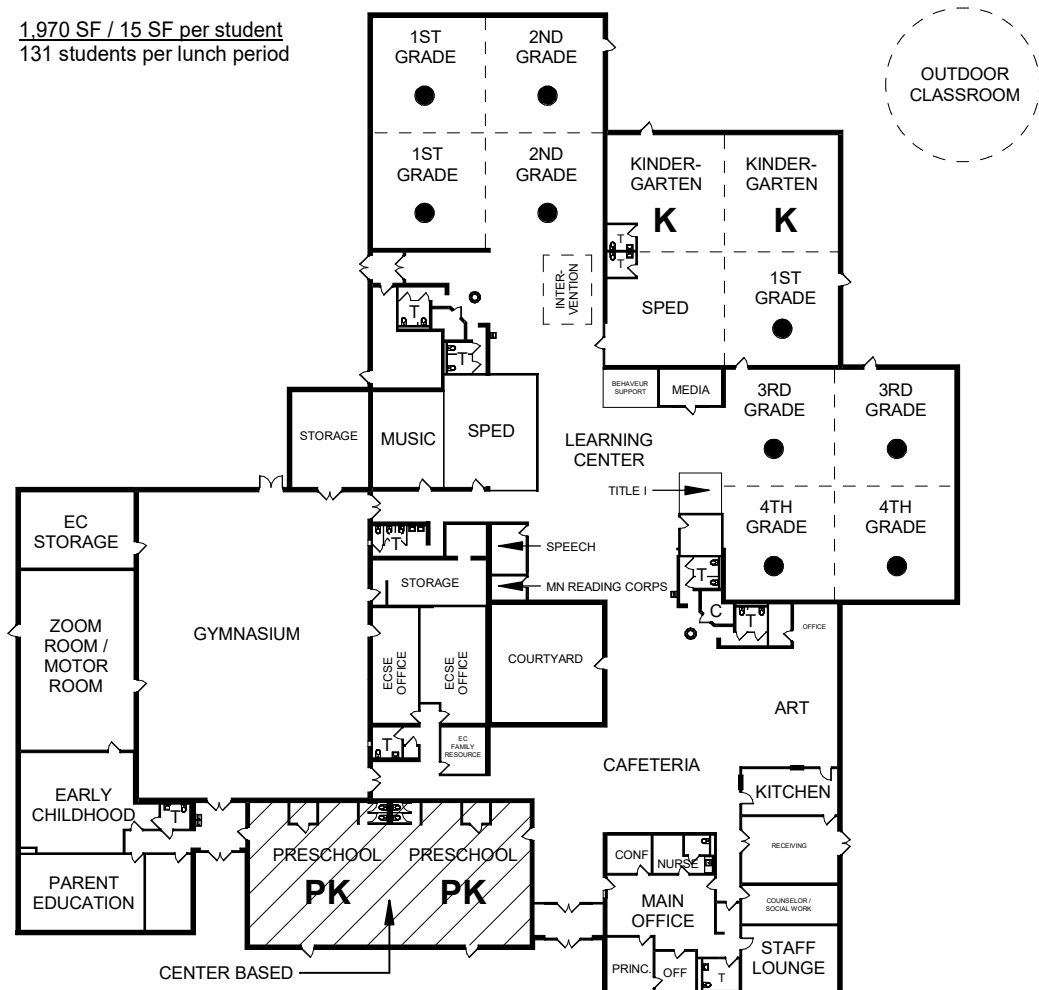 1,970 SF / 15 SF per student
131 students per lunch period
OUTDOOR
CLASSROOM
1ST
GRADE
2ND
GRADE
1ST
GRADE
2ND
GRADE
KINDER-
GARTEN
K
KINDER-
GARTEN
K
T
T
INTER-
VENTION
SPED
1ST
GRADE
T
T
BEHAVEUR
SUPPORT
MEDIA
3RD
GRADE
3RD
GRADE
STORAGE
MUSIC
SPED
LEARNING
CENTER
TITLE I
4TH
GRADE
4TH
GRADE
EC
STORAGE
T
SPEECH
STORAGE
MN READING CORPS
T
C
T
OFFICE
ZOOM
ROOM /
MOTOR
ROOM
GYMNASIUM
ECSE
OFFICE
ECSE OFFICE
COURTYARD
ART
T
EC
FAMILY
RESOURCE
CAFETERIA
EARLY
CHILDHOOD
T
KITCHEN
PRESCHOOL
PK
PRESCHOOL
PK
CONF
NURSE
RECEIVING
PARENT
EDUCATION
MAIN
OFFICE
COUNSELOR /
SOCIAL WORK
CENTER BASED
PRINC.
OFF
T
STAFF
LOUNGE